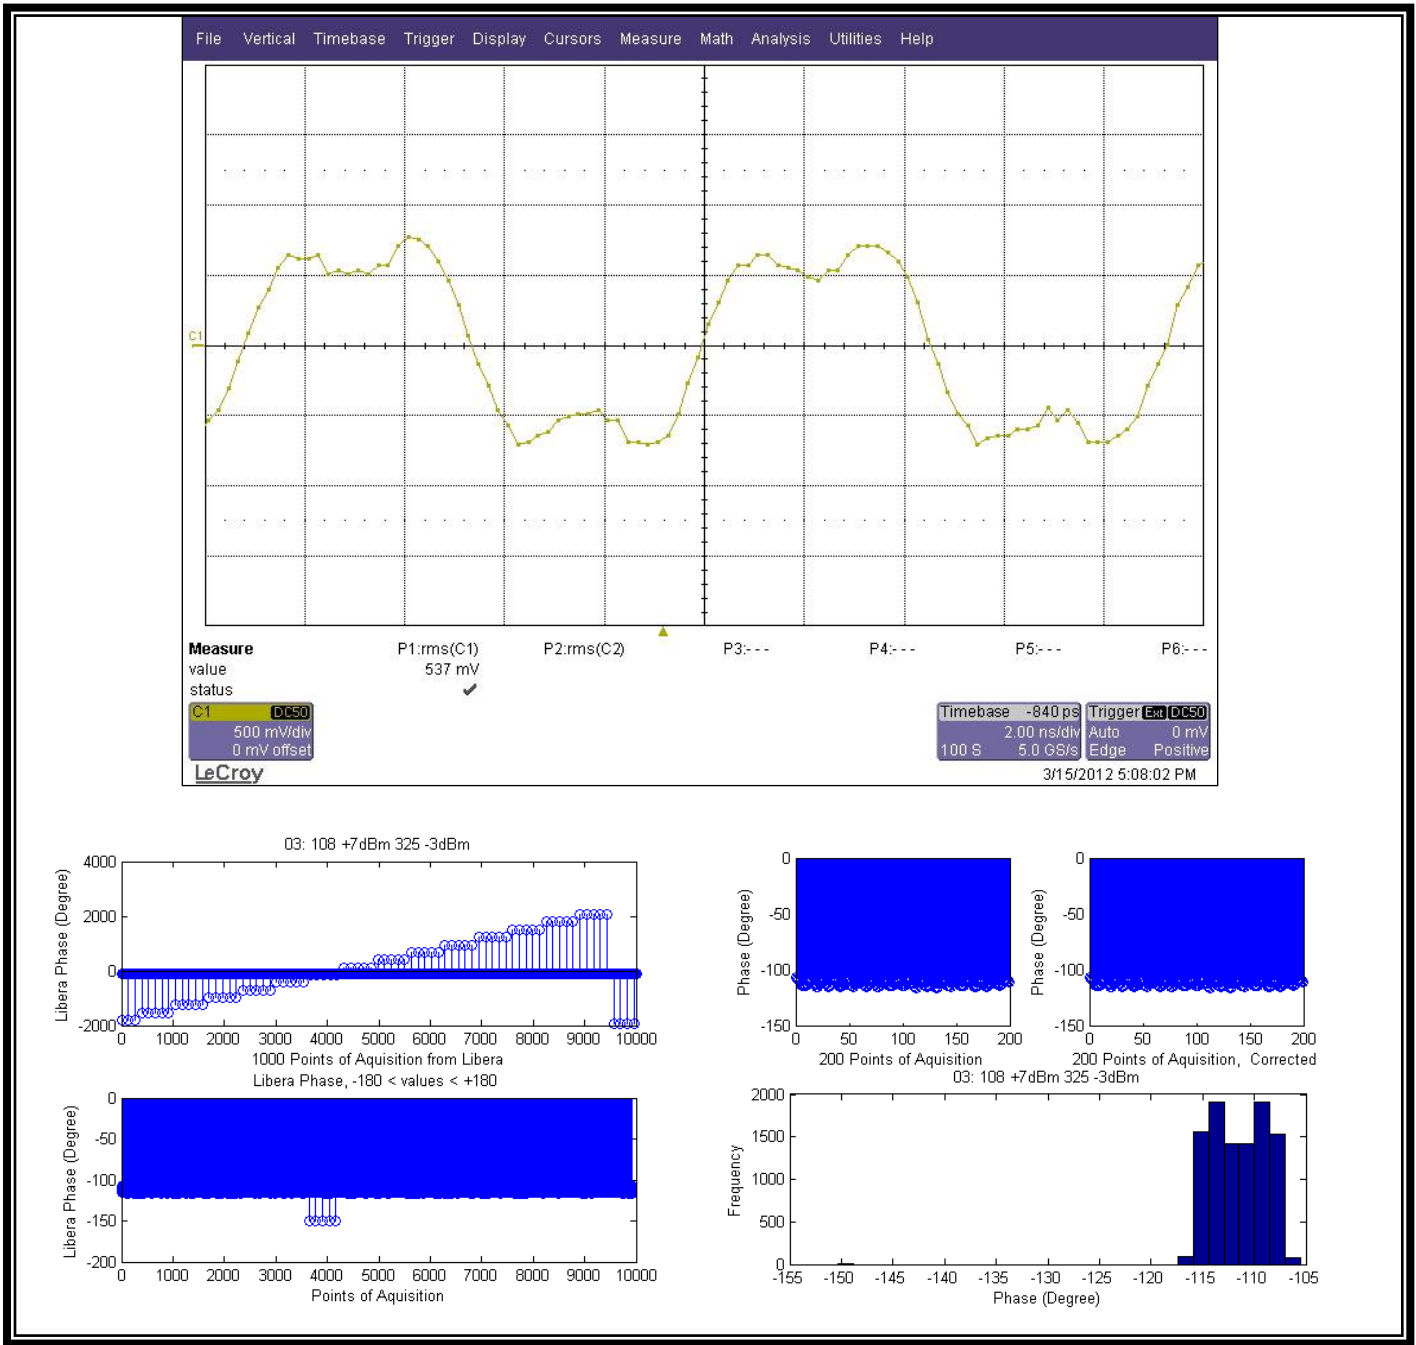 File Vertical Timebase Trigger Display Cursors Measure Math Analysis Utilities Help
C1
Measure P1:rms(C1) P2:rms(C2) P3:--- P4:--- P5:--- P6:---
value 537 mV
status
C1 DC50
500 mV/div
0 mV offset
Timebase -840 ps
2.00 ns/div
100 S 5.0 GS/s
Trigger Ext DC50
Auto 0 mV
Edge Positive
LeCroy
3/15/2012 5:08:02 PM
03: 108 +7dBm 325 -3dBm
Libera Phase (Degree)
4000
2000
0
-2000
0 1000 2000 3000 4000 5000 6000 7000 8000 9000 10000
1000 Points of Aquisition from Libera
Phase (Degree)
0
-50
-100
-150
0 50 100 150 200
200 Points of Aquisition
Phase (Degree)
0
-50
-100
-150
0 50 100 150 200
200 Points of Aquisition, Corrected
Libera Phase, -180 < values < +180
Libera Phase (Degree)
0
-50
-100
-150
-200
0 1000 2000 3000 4000 5000 6000 7000 8000 9000 10000
Points of Aquisition
03: 108 +7dBm 325 -3dBm
Frequency
2000
1500
1000
500
0
-155 -150 -145 -140 -135 -130 -125 -120 -115 -110 -105
Phase (Degree)